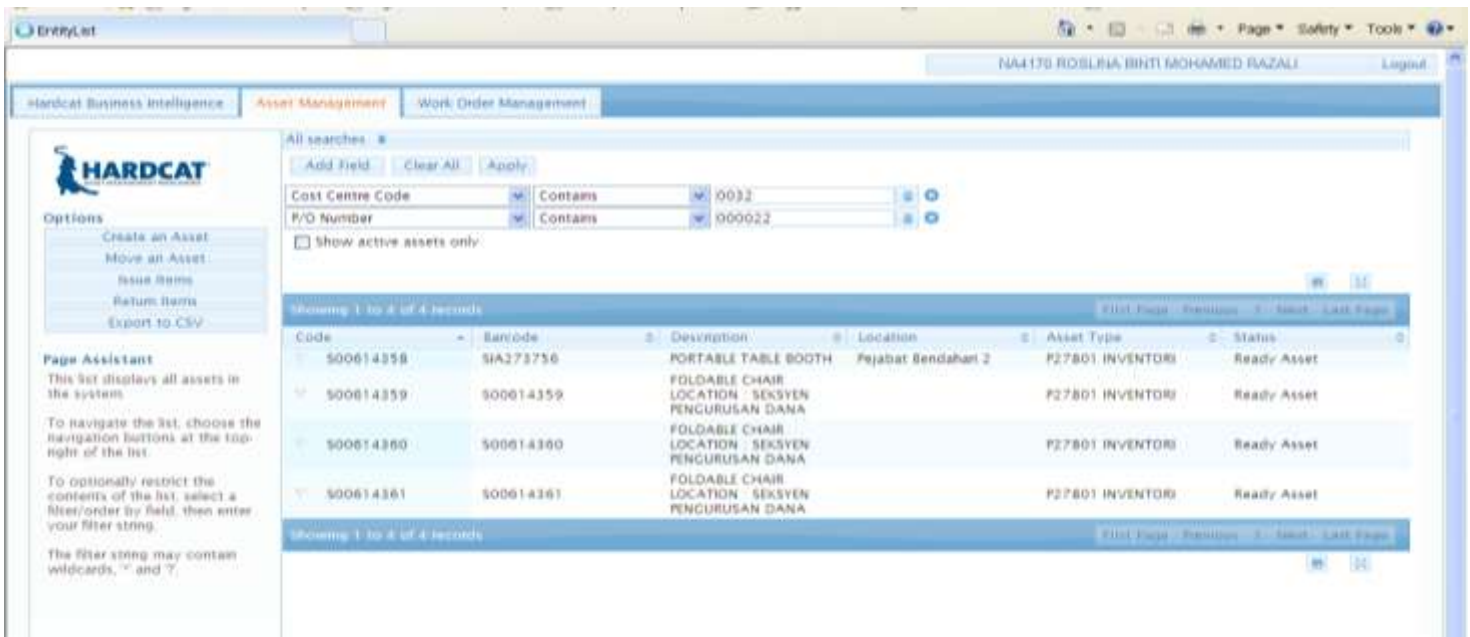 EntityList
Page Safety Tools
NA4170 ROSLINA BINTI MOHAMED RAZALI Logout
Hardcat Business Intelligence Asset Management Work Order Management
HARDCAT
All searches
Add Field Clear All Apply
Cost Centre Code Contains 0032
P/O Number Contains 000022
Show active assets only
Options
Create an Asset
Move an Asset
Issue Items
Return Items
Export to CSV
Showing 1 to 4 of 4 records First Page Previous 1 Next Last Page
Code Barcode Description Location Asset Type Status
S00614358 SIA273756 PORTABLE TABLE BOOTH Pejabat Bendahari 2 P27801 INVENTORI Ready Asset
S00614359 S00614359 FOLDABLE CHAIR P27801 INVENTORI Ready Asset
LOCATION : SEKSYEN
PENGURUSAN DANA
S00614360 S00614360 FOLDABLE CHAIR P27801 INVENTORI Ready Asset
LOCATION : SEKSYEN
PENGURUSAN DANA
S00614361 S00614361 FOLDABLE CHAIR P27801 INVENTORI Ready Asset
LOCATION : SEKSYEN
PENGURUSAN DANA
Showing 1 to 4 of 4 records First Page Previous 1 Next Last Page
Page Assistant
This list displays all assets in
the system.
To navigate the list, choose the
navigation buttons at the top-
right of the list.
To optionally restrict the
contents of the list, select a
filter/order by field, then enter
your filter string.
The filter string may contain
wildcards, '*' and '?'.